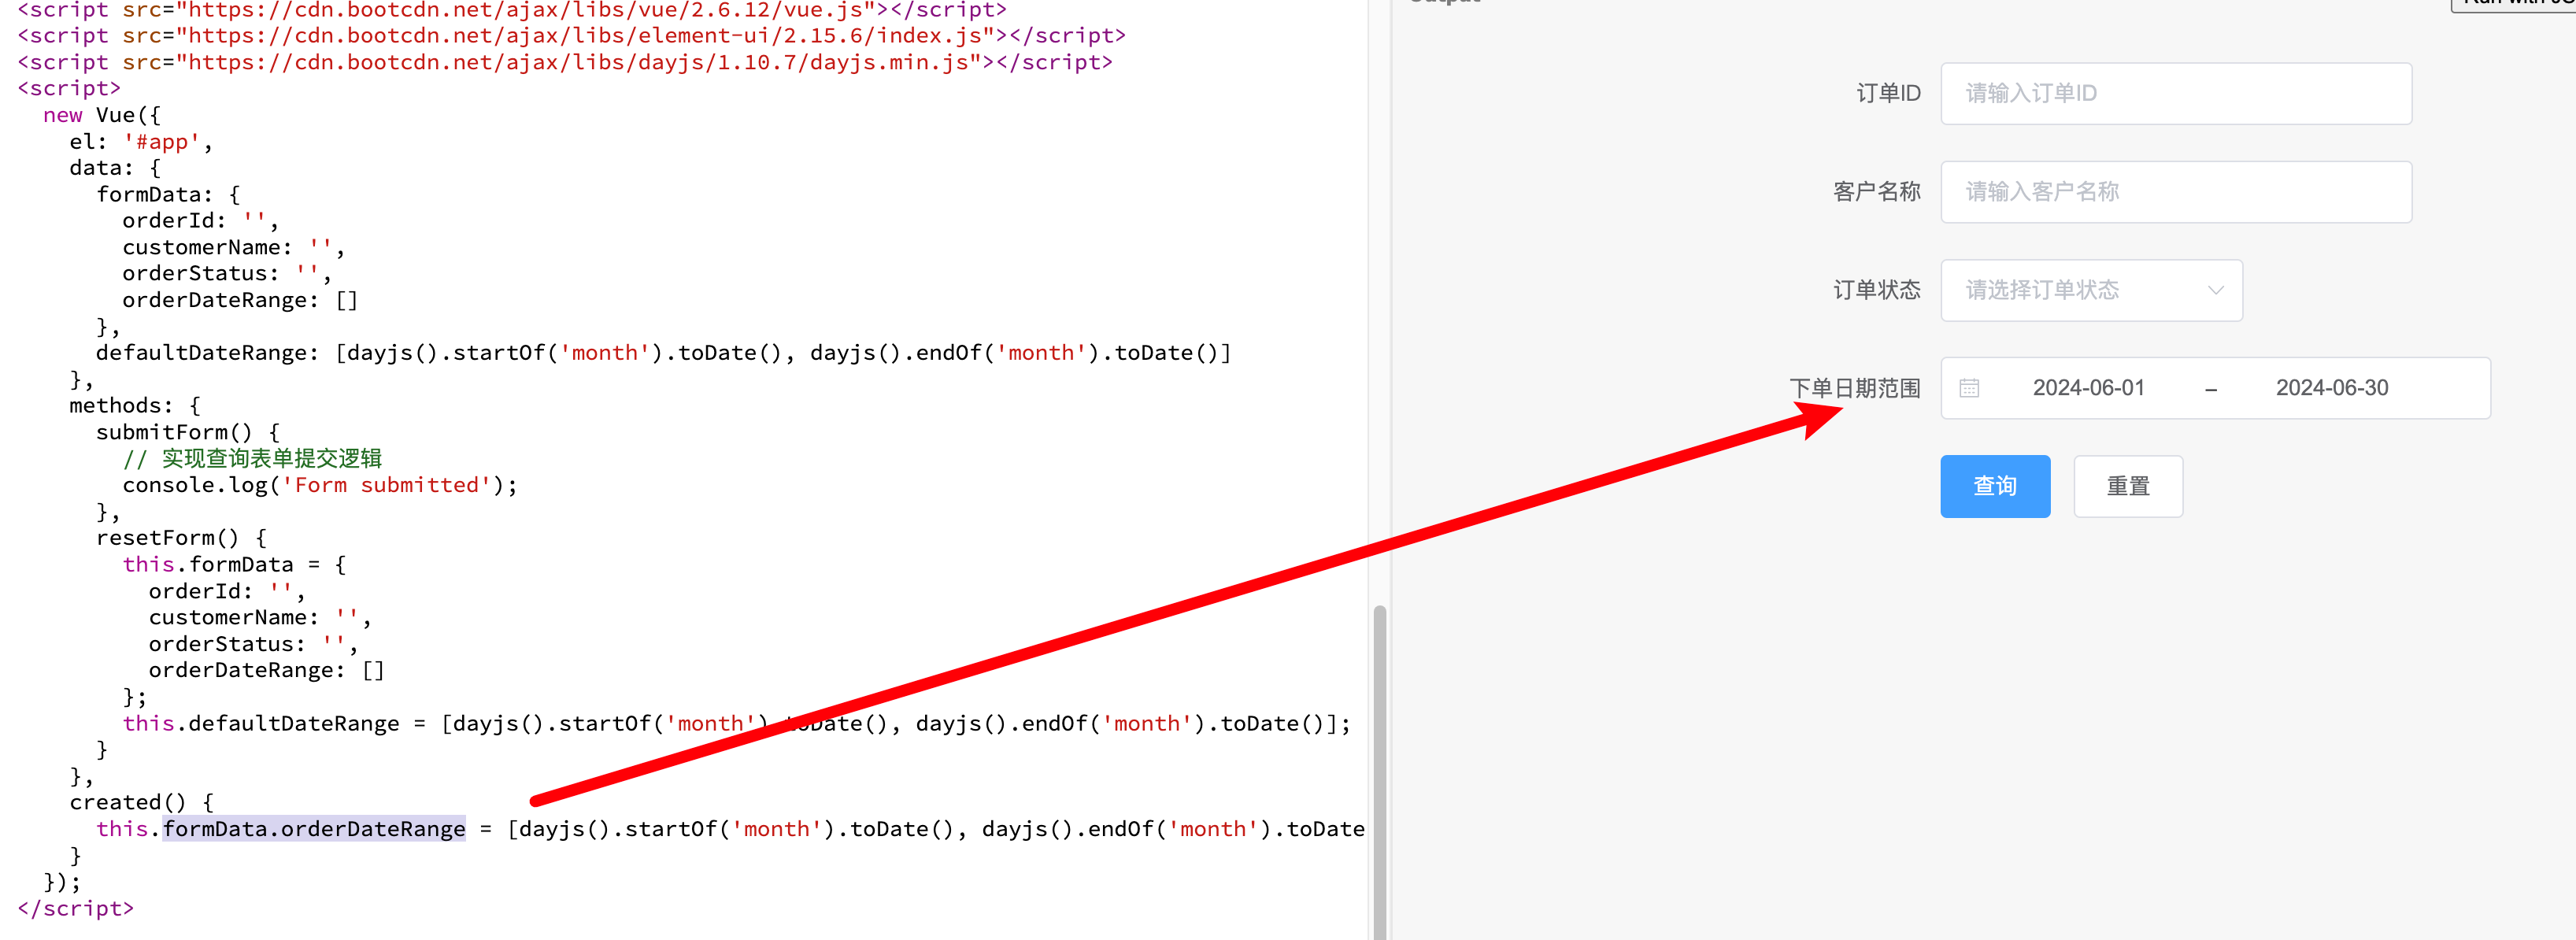 <script src="https://cdn.bootcdn.net/ajax/libs/vue/2.6.12/vue.js"></script>
<script src="https://cdn.bootcdn.net/ajax/libs/element-ui/2.15.6/index.js"></script>
<script src="https://cdn.bootcdn.net/ajax/libs/dayjs/1.10.7/dayjs.min.js"></script>
<script>
  new Vue({
    el: '#app',
    data: {
      formData: {
        orderId: '',
        customerName: '',
        orderStatus: '',
        orderDateRange: []
      },
      defaultDateRange: [dayjs().startOf('month').toDate(), dayjs().endOf('month').toDate()]
    },
    methods: {
      submitForm() {
        // 实现查询表单提交逻辑
        console.log('Form submitted');
      },
      resetForm() {
        this.formData = {
          orderId: '',
          customerName: '',
          orderStatus: '',
          orderDateRange: []
        };
        this.defaultDateRange = [dayjs().startOf('month').toDate(), dayjs().endOf('month').toDate()];
      }
    },
    created() {
      this.formData.orderDateRange = [dayjs().startOf('month').toDate(), dayjs().endOf('month').toDate
    }
  });
</script>
订单ID 请输入订单ID
客户名称 请输入客户名称
订单状态 请选择订单状态
下单日期范围 2024-06-01 – 2024-06-30
查询 重置